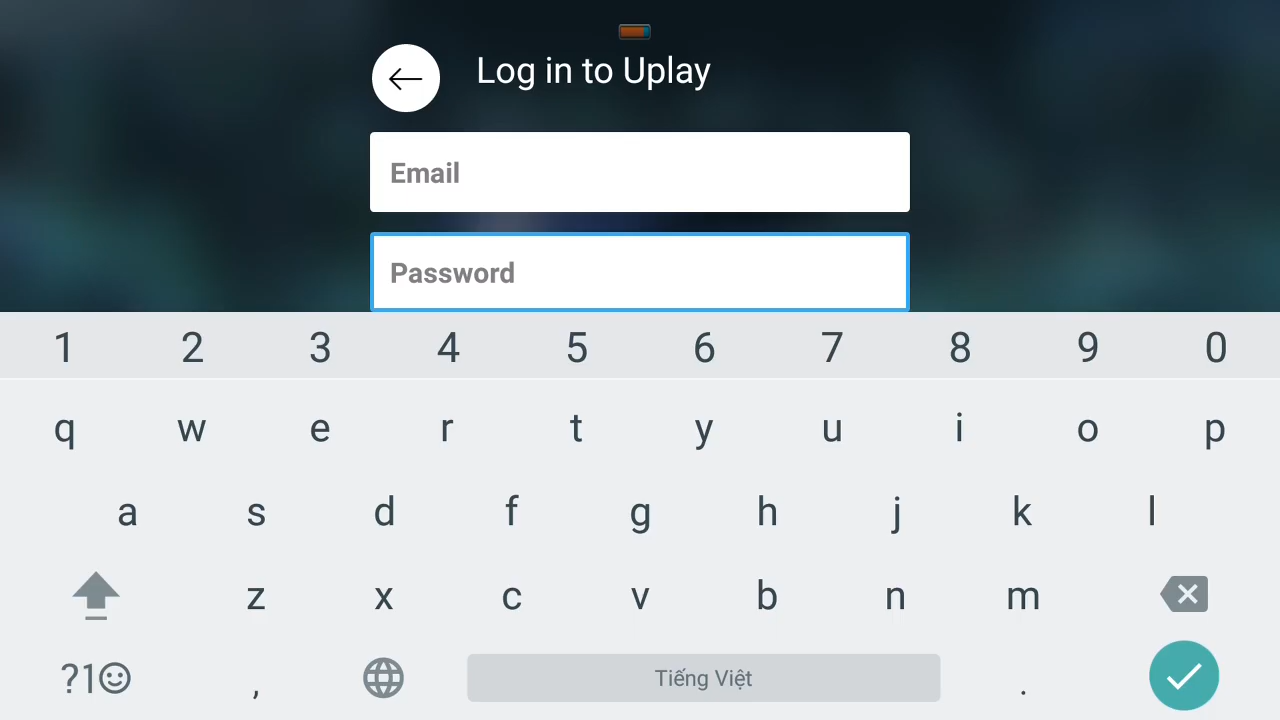 Log in to Uplay
Email
Password
1 2 3 4 5 6 7 8 9 0
q w e r t y u i o p
a s d f g h j k l
z x c v b n m
?1 , Tiếng Việt .